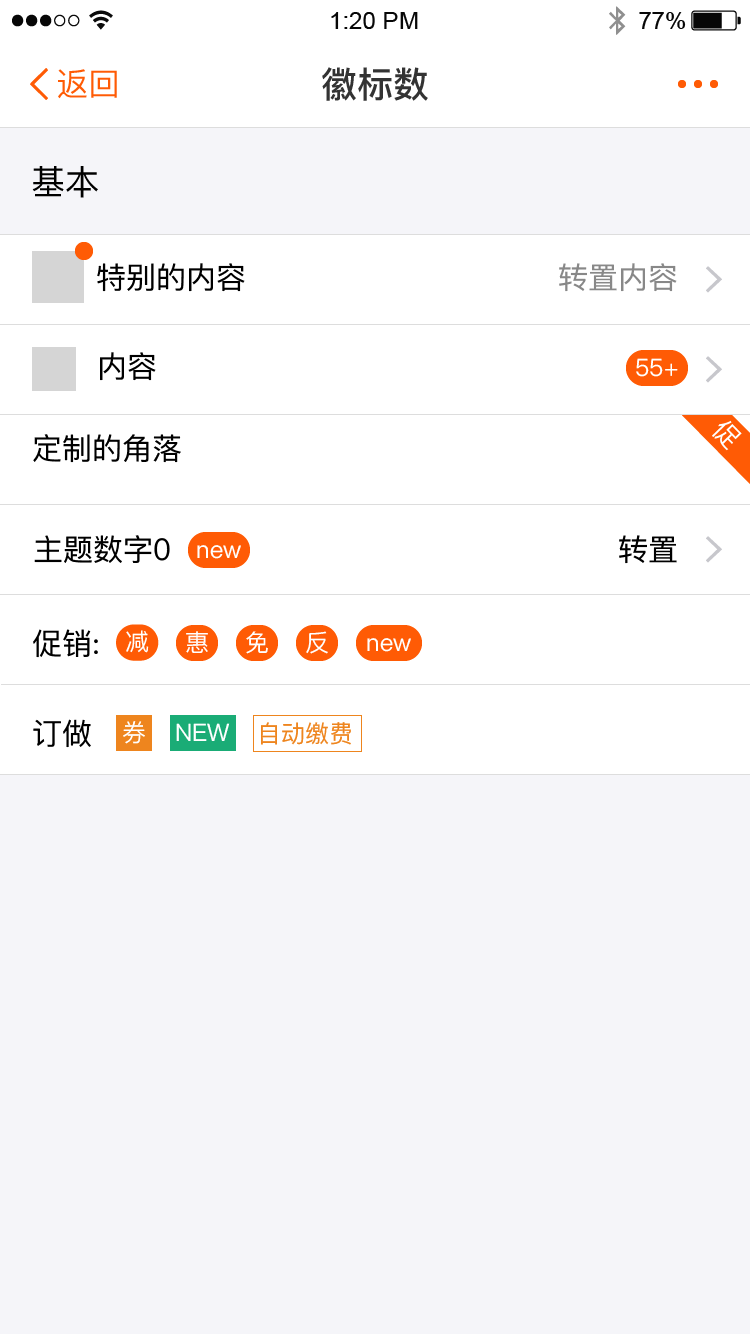 1:20 PM 77%
返回 徽标数
基本
特别的内容 转置内容
内容 55+
定制的角落 促
主题数字0 new 转置
促销: 减 惠 免 反 new
订做 券 NEW 自动缴费